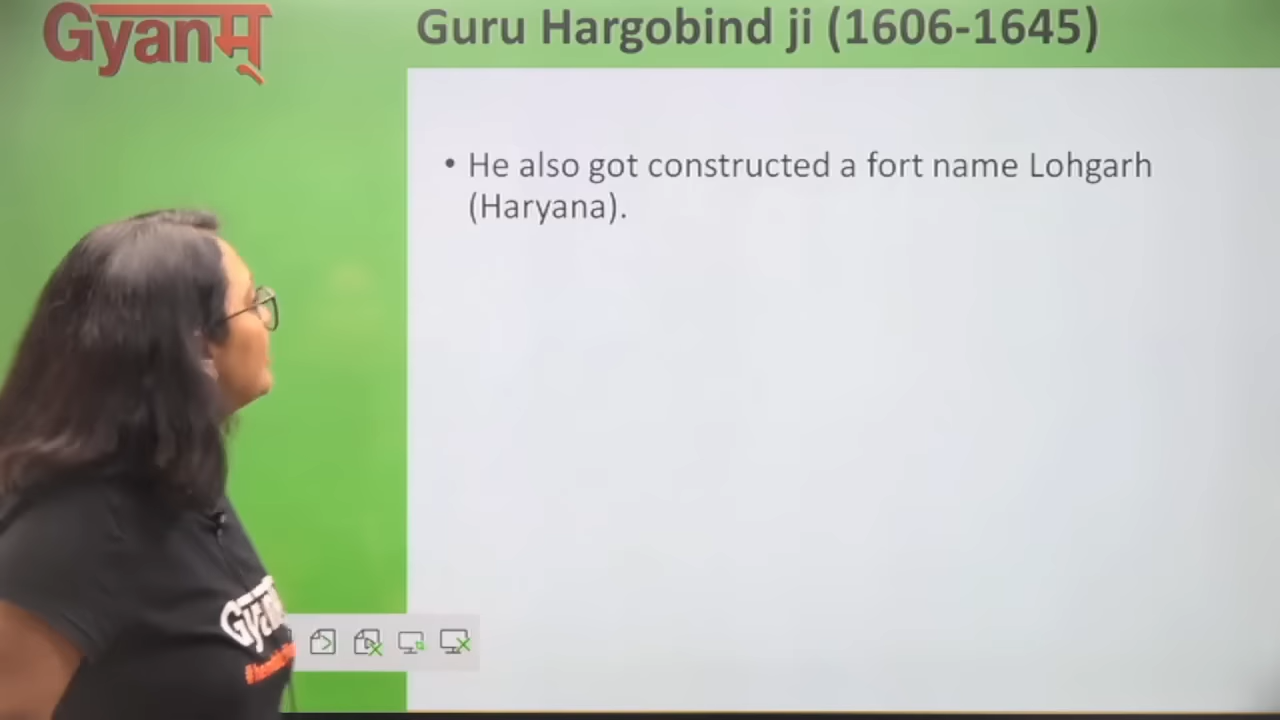 Gyanम्
Guru Hargobind ji (1606-1645)
• He also got constructed a fort name Lohgarh
(Haryana).